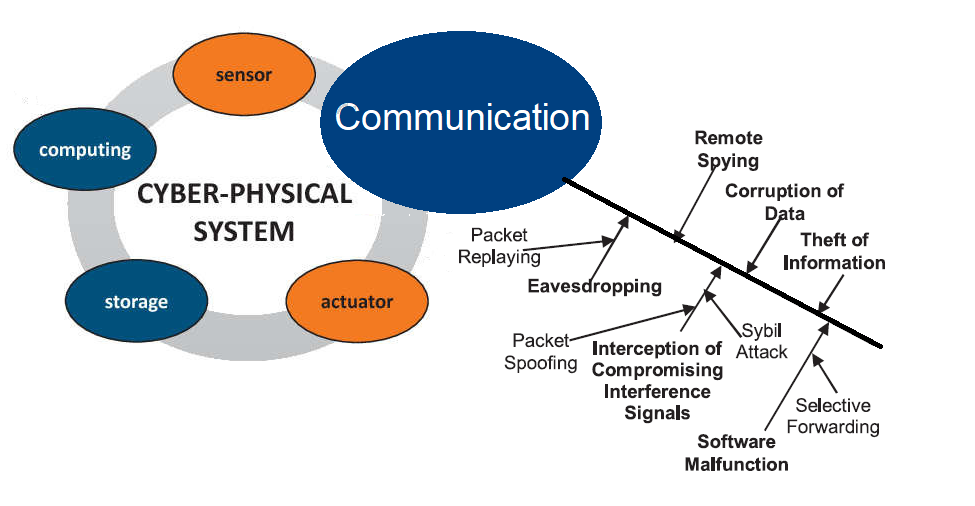 sensor
Communication
computing
CYBER-PHYSICAL
SYSTEM
storage
actuator
Remote
Spying
Corruption of
Data
Theft of
Information
Packet
Replaying
Eavesdropping
Packet
Spoofing
Interception of
Compromising
Interference
Signals
Sybil
Attack
Selective
Forwarding
Software
Malfunction